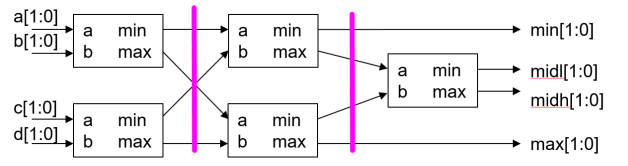 a[1:0]
b[1:0]
a min
b max
c[1:0]
d[1:0]
a min
b max
a min
b max
a min
b max
a min
b max
min[1:0]
midl[1:0]
midh[1:0]
max[1:0]